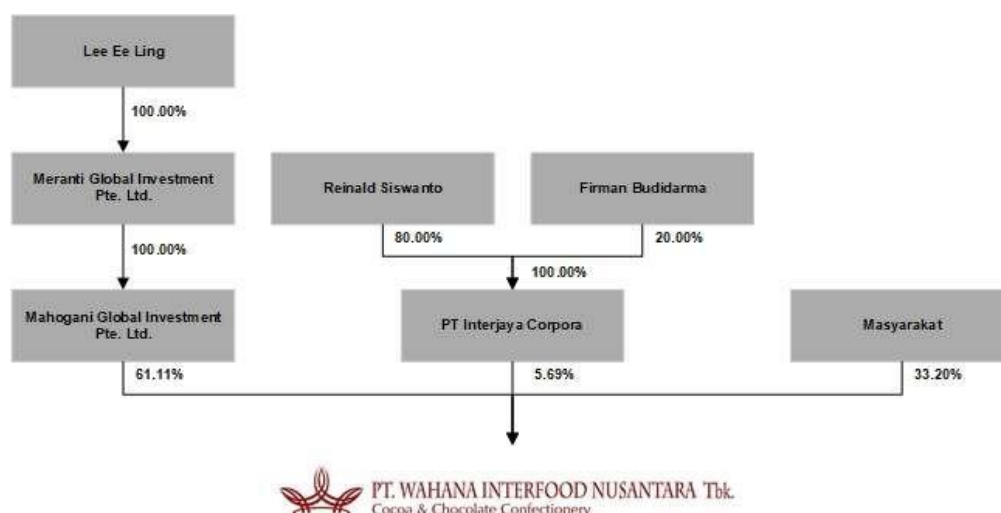 Lee Ee Ling
100.00%
Meranti Global Investment
Pte. Ltd.
Reinald Siswanto
Firman Budidarma
100.00%
80.00%
20.00%
100.00%
Mahogani Global Investment
Pte. Ltd.
PT Interjaya Corpora
Masyarakat
61.11%
5.69%
33.20%
PT. WAHANA INTERFOOD NUSANTARA Tbk.
Cocoa & Chocolate Confectionery